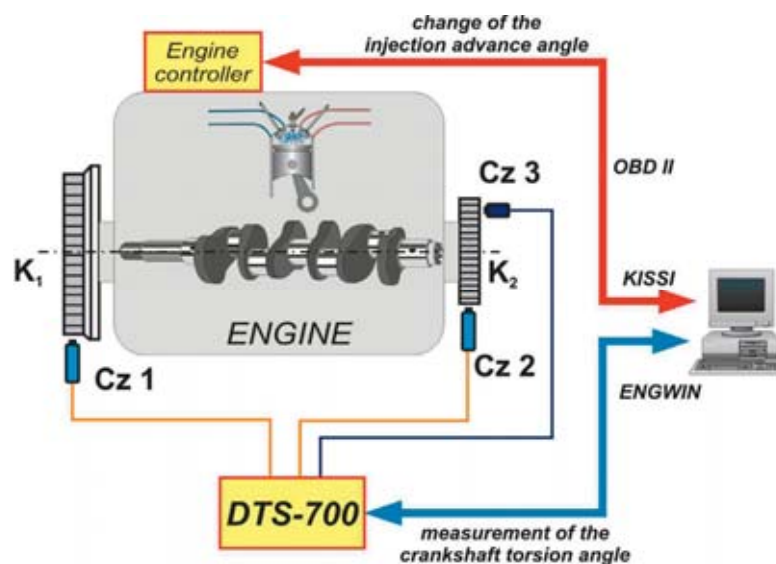 change of the
injection advance angle
Engine
controller
OBD II
Cz 3
K₁
K₂
KISSI
ENGINE
Cz 1
Cz 2
ENGWIN
DTS-700
measurement of the
crankshaft torsion angle